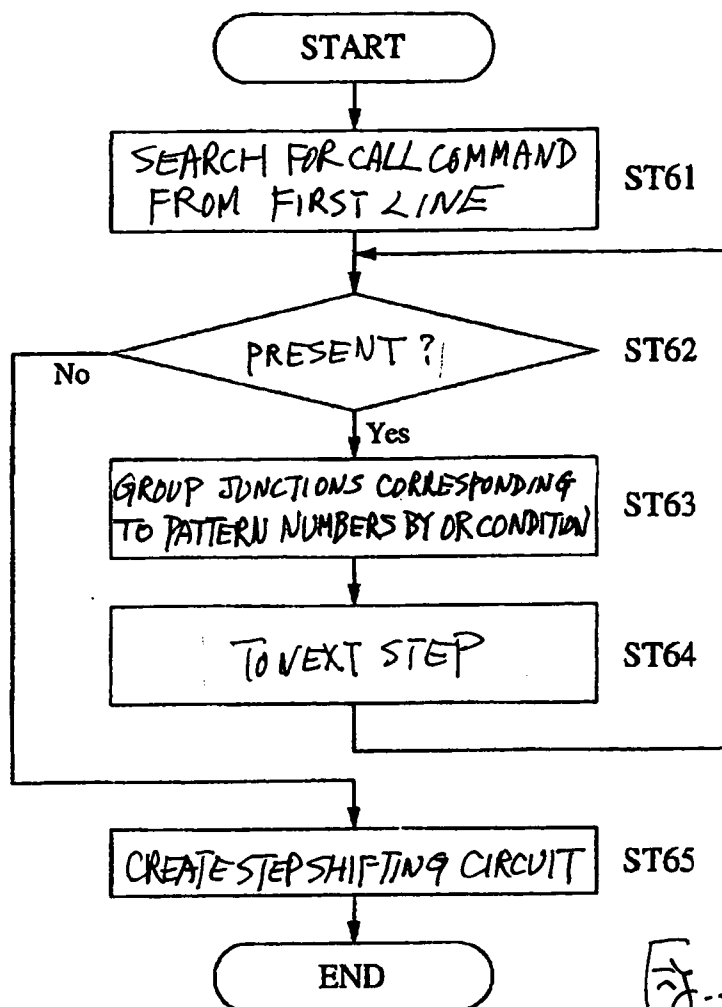 START
SEARCH FOR CALL COMMAND
FROM FIRST LINE
ST61
PRESENT?
ST62
No
Yes
GROUP JUNCTIONS CORRESPONDING
TO PATTERN NUMBERS BY OR CONDITION
ST63
TO NEXT STEP
ST64
CREATE STEP SHIFTING CIRCUIT
ST65
END